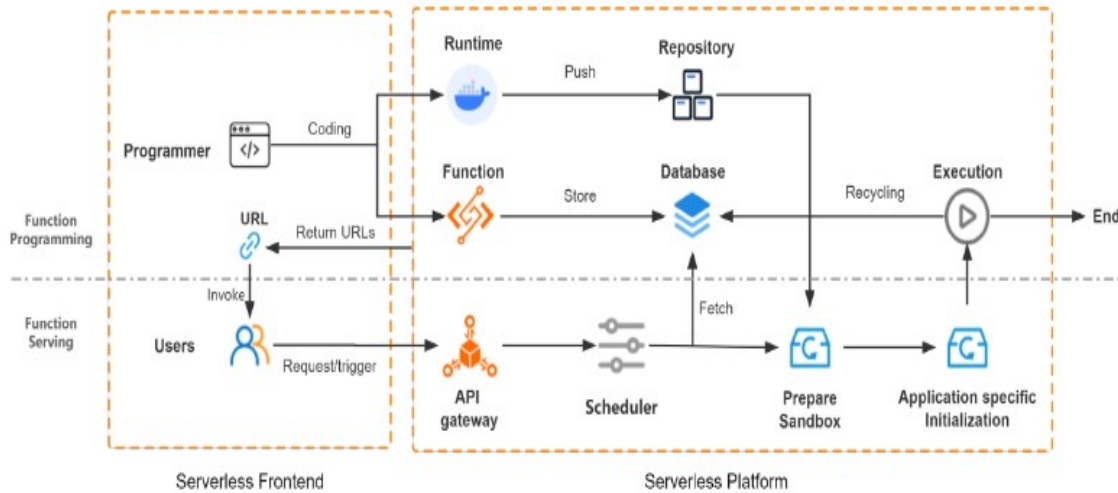 Runtime
Repository
Push
Coding
Programmer
Function
Database
Execution
Store
Recycling
Function
Programming
URL
Return URLs
End
Invoke
Fetch
Function
Serving
Users
Request/trigger
API
gateway
Scheduler
Prepare
Sandbox
Application specific
Initialization
Serverless Frontend
Serverless Platform